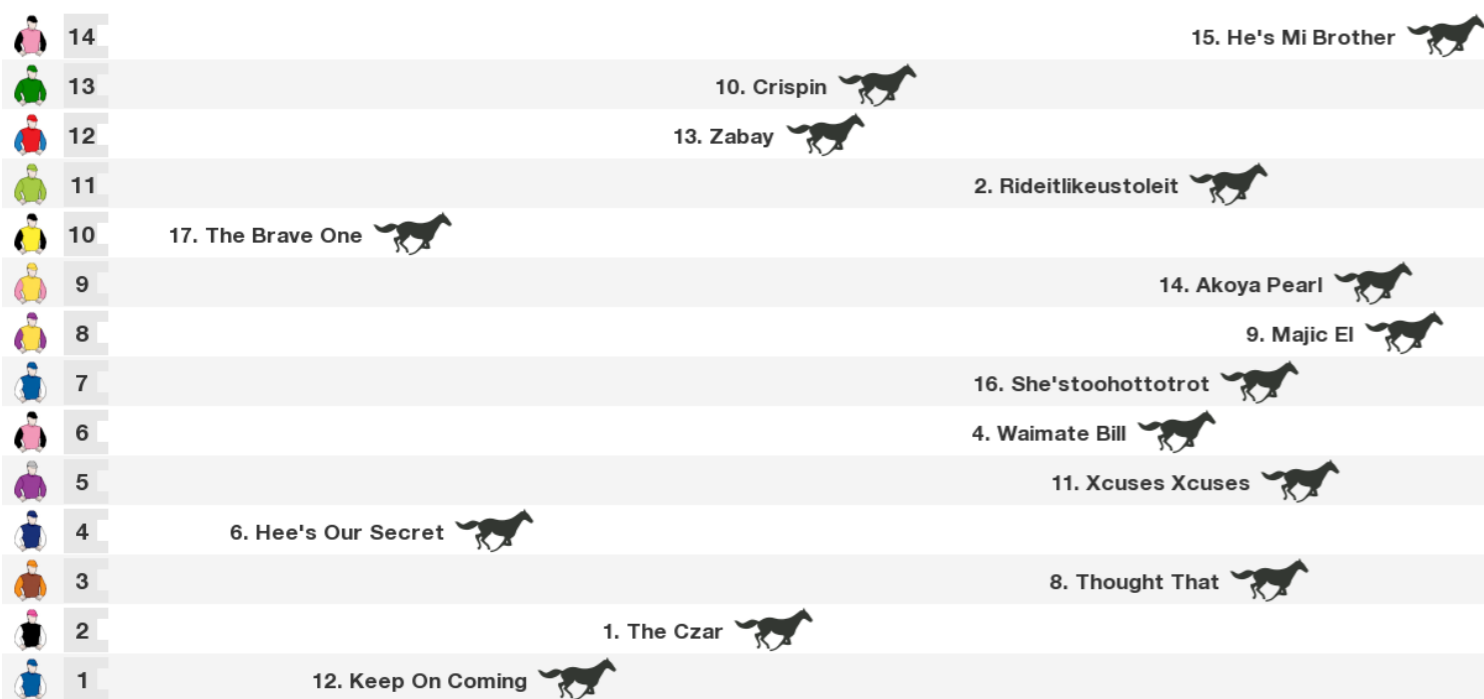 14 15. He's Mi Brother
13 10. Crispin
12 13. Zabay
11 2. Rideitlikeustoleit
10 17. The Brave One
9 14. Akoya Pearl
8 9. Majic El
7 16. She'stoohottotrot
6 4. Waimate Bill
5 11. Xcuses Xcuses
4 6. Hee's Our Secret
3 8. Thought That
2 1. The Czar
1 12. Keep On Coming